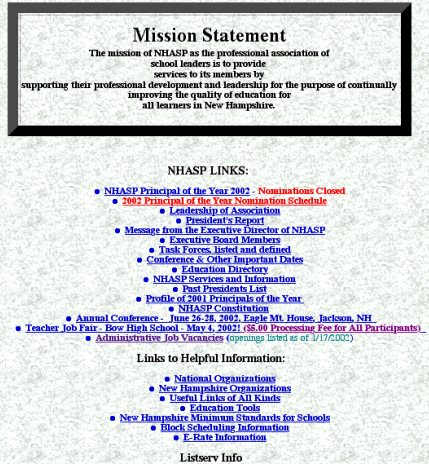 Mission Statement
The mission of NHASP as the professional association of
school leaders is to provide
services to its members by
supporting their professional development and leadership for the purpose of continually
improving the quality of education for
all learners in New Hampshire.
NHASP LINKS:
NHASP Principal of the Year 2002 - Nominations Closed
2002 Principal of the Year Nomination Schedule
Leadership of Association
President's Report
Message from the Executive Director of NHASP
Executive Board Members
Task Forces, listed and defined
Conference & Other Important Dates
Education Directory
NHASP Services and Information
Past Presidents List
Profile of 2001 Principals of the Year
NHASP Constitution
Annual Conference - June 26-28, 2002, Eagle Mt. House, Jackson, NH
Teacher Job Fair - Bow High School - May 4, 2002! ($5.00 Processing Fee for All Participants)
Administrative Job Vacancies (openings listed as of 1/17/2002)
Links to Helpful Information:
National Organizations
New Hampshire Organizations
Useful Links of All Kinds
Education Tools
New Hampshire Minimum Standards for Schools
Block Scheduling Information
E-Rate Information
Listserv Info